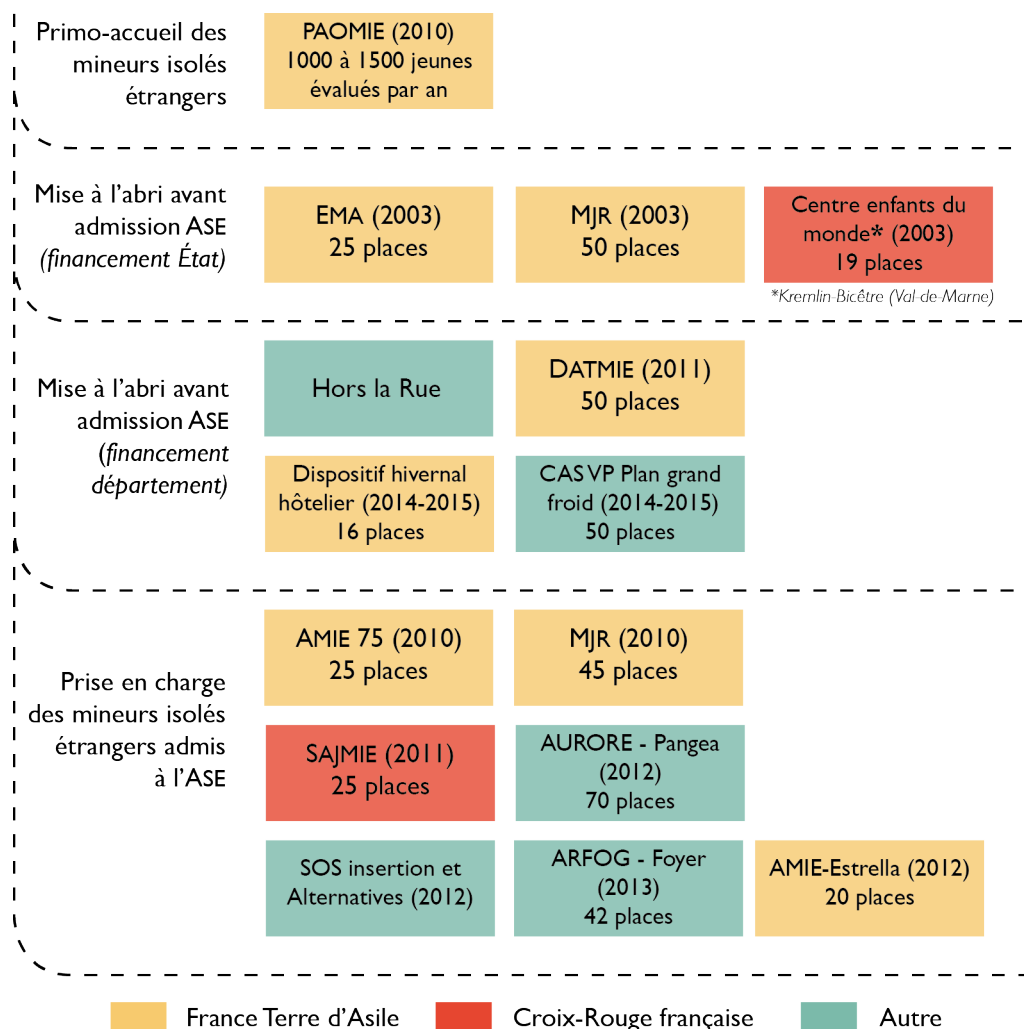 Primo-accueil des
mineurs isolés
étrangers
PAOMIE (2010)
1000 à 1500 jeunes
évalués par an
Mise à l'abri avant
admission ASE
(financement État)
EMA (2003)
25 places
MJR (2003)
50 places
Centre enfants du
monde* (2003)
19 places
*Kremlin-Bicêtre (Val-de-Marne)
Mise à l'abri avant
admission ASE
(financement
département)
Hors la Rue
DATMIE (2011)
50 places
Dispositif hivernal
hôtelier (2014-2015)
16 places
CASVP Plan grand
froid (2014-2015)
50 places
Prise en charge
des mineurs isolés
étrangers admis
à l'ASE
AMIE 75 (2010)
25 places
MJR (2010)
45 places
SAJMIE (2011)
25 places
AURORE - Pangea
(2012)
70 places
SOS insertion et
Alternatives (2012)
ARFOG - Foyer
(2013)
42 places
AMIE-Estrella (2012)
20 places
France Terre d'Asile
Croix-Rouge française
Autre